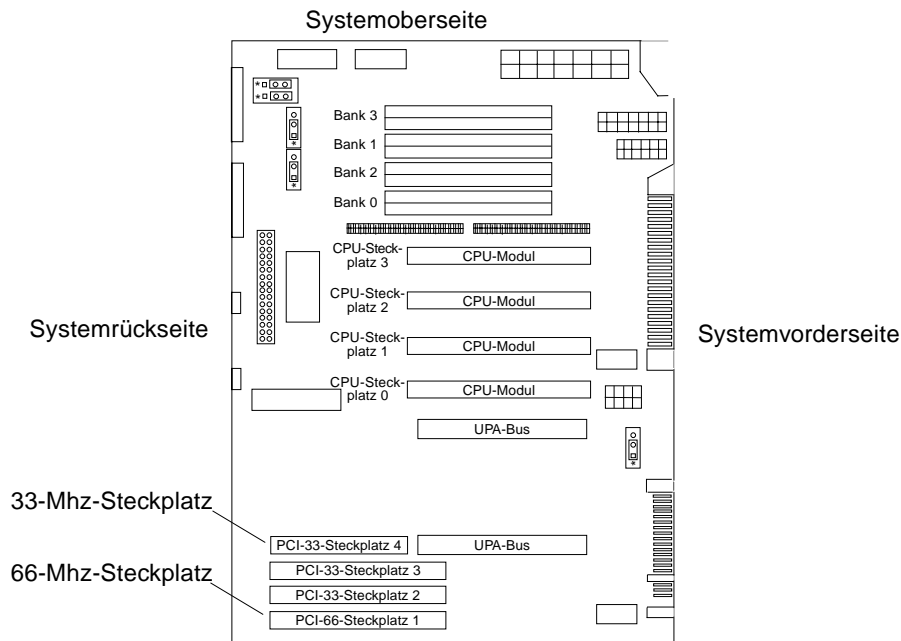 Systemoberseite
Bank 3
Bank 1
Bank 2
Bank 0
CPU-Steck-
platz 3
CPU-Modul
CPU-Steck-
platz 2
CPU-Modul
Systemrückseite
Systemvorderseite
CPU-Steck-
platz 1
CPU-Modul
CPU-Steck-
platz 0
CPU-Modul
UPA-Bus
33-Mhz-Steckplatz
PCI-33-Steckplatz 4
UPA-Bus
66-Mhz-Steckplatz
PCI-33-Steckplatz 3
PCI-33-Steckplatz 2
PCI-66-Steckplatz 1